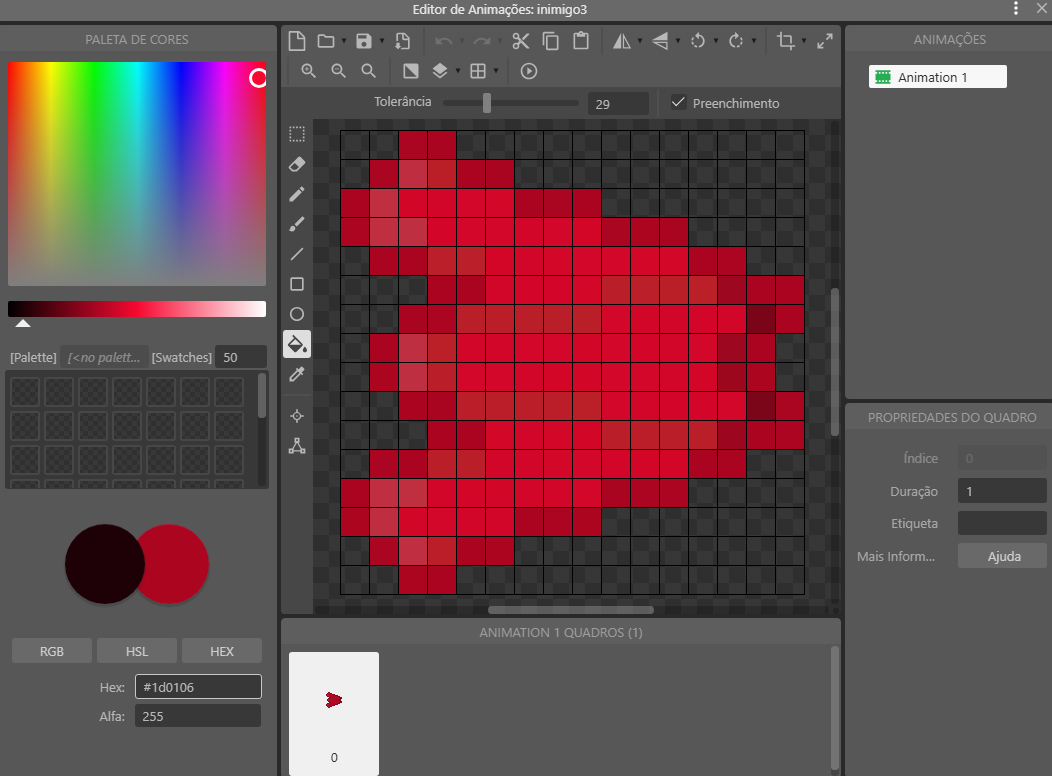 Editor de Animações: inimigo3
PALETA DE CORES
ANIMAÇÕES
Animation 1
Tolerância 29 Preenchimento
[Palette] [<no palett... [Swatches] 50
RGB HSL HEX
Hex: #1d0106
Alfa: 255
ANIMATION 1 QUADROS (1)
0
PROPRIEDADES DO QUADRO
Índice 0
Duração 1
Etiqueta
Mais Inform... Ajuda